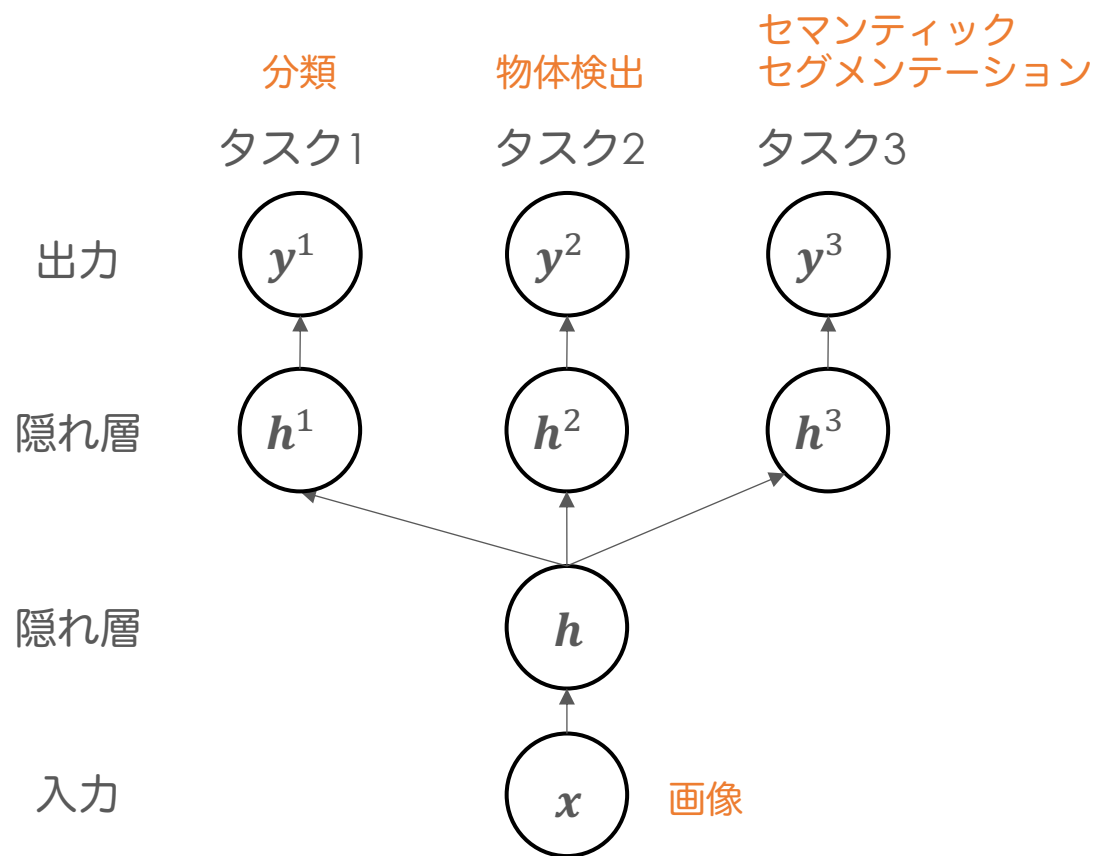 セマンティック
分類 物体検出 セグメンテーション
タスク1 タスク2 タスク3
出力 y¹ y² y³
隠れ層 h¹ h² h³
隠れ層 h
入力 x 画像